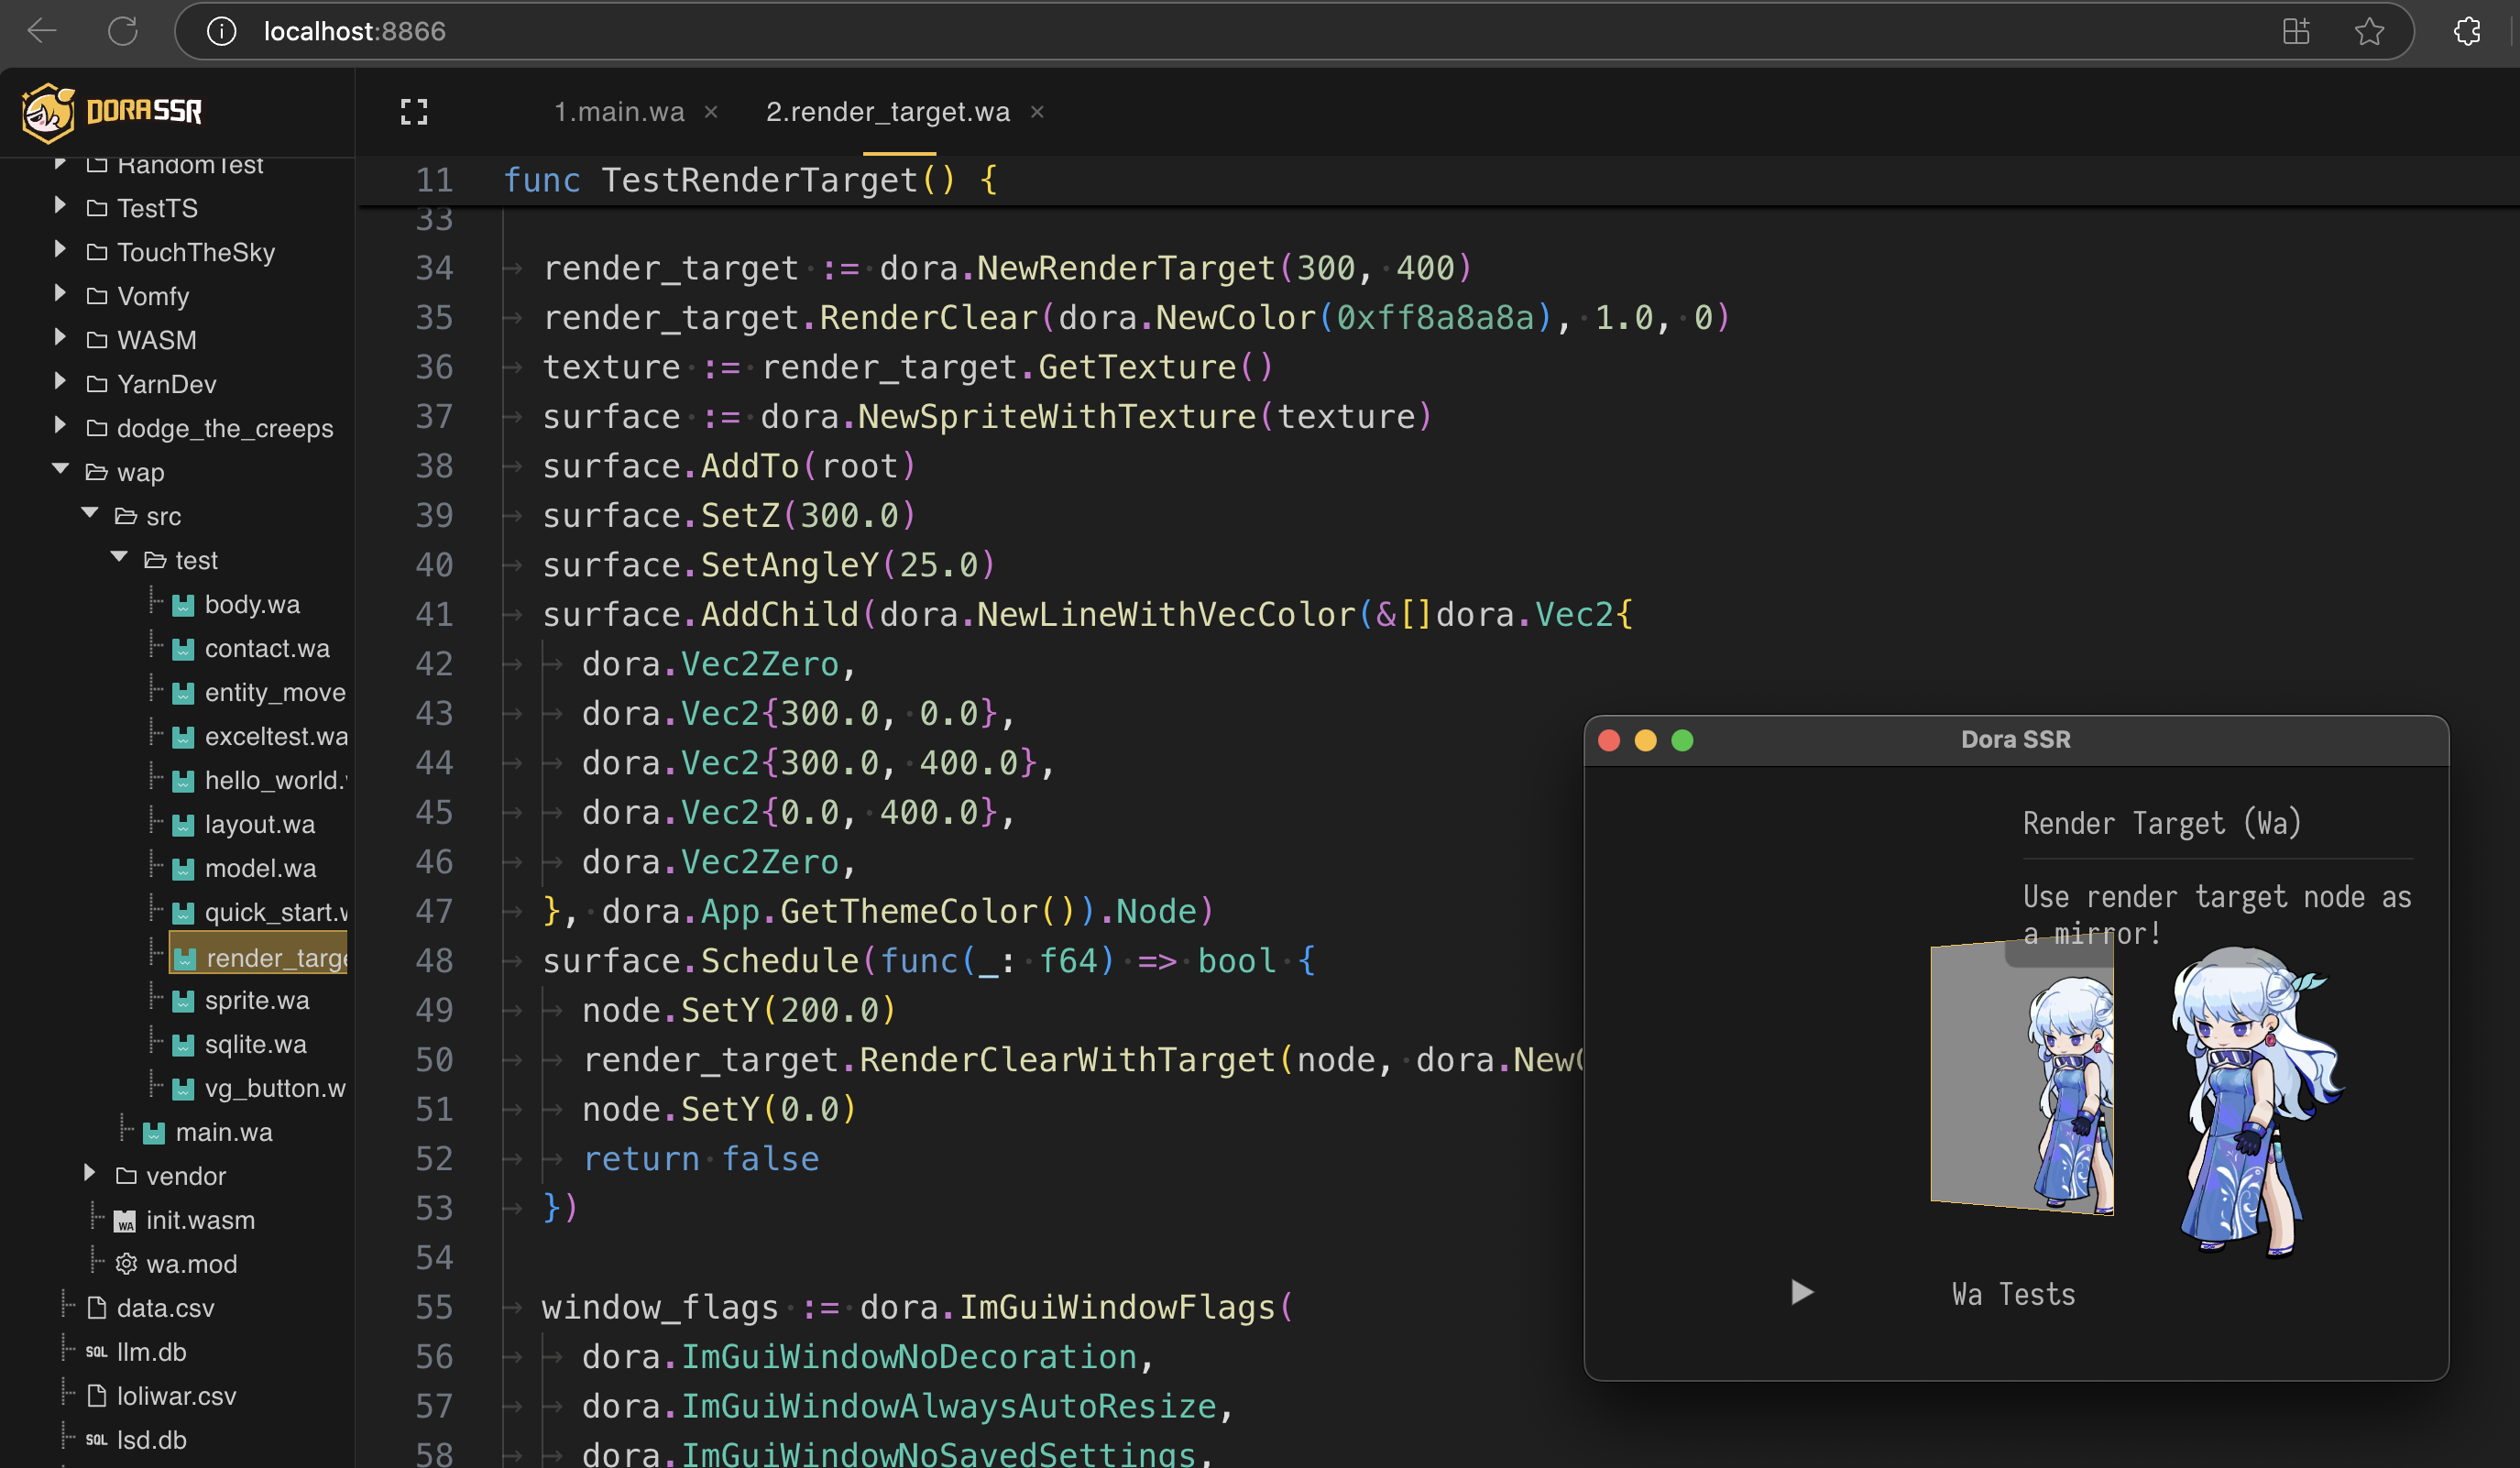 localhost:8866
DORA SSR
1.main.wa ×
2.render_target.wa ×
RandomTest
TestTS
TouchTheSky
Vomfy
WASM
YarnDev
dodge_the_creeps
wap
src
test
body.wa
contact.wa
entity_move
exceltest.wa
hello_world.
layout.wa
model.wa
quick_start.w
render_targe
sprite.wa
sqlite.wa
vg_button.w
main.wa
vendor
WA init.wasm
wa.mod
data.csv
SQL llm.db
loliwar.csv
SQL lsd.db
11 func TestRenderTarget() {
33
34 render_target := dora.NewRenderTarget(300, 400)
35 render_target.RenderClear(dora.NewColor(0xff8a8a8a), 1.0, 0)
36 texture := render_target.GetTexture()
37 surface := dora.NewSpriteWithTexture(texture)
38 surface.AddTo(root)
39 surface.SetZ(300.0)
40 surface.SetAngleY(25.0)
41 surface.AddChild(dora.NewLineWithVecColor(&[]dora.Vec2{
42 dora.Vec2Zero,
43 dora.Vec2{300.0, 0.0},
44 dora.Vec2{300.0, 400.0},
45 dora.Vec2{0.0, 400.0},
46 dora.Vec2Zero,
47 }, dora.App.GetThemeColor()).Node)
48 surface.Schedule(func(_: f64) => bool {
49 node.SetY(200.0)
50 render_target.RenderClearWithTarget(node, dora.New
51 node.SetY(0.0)
52 return false
53 })
54
55 window_flags := dora.ImGuiWindowFlags(
56 dora.ImGuiWindowNoDecoration,
57 dora.ImGuiWindowAlwaysAutoResize,
58 dora.ImGuiWindowNoSavedSettings,
Dora SSR
Render Target (Wa)
Use render target node as
a mirror!
Wa Tests